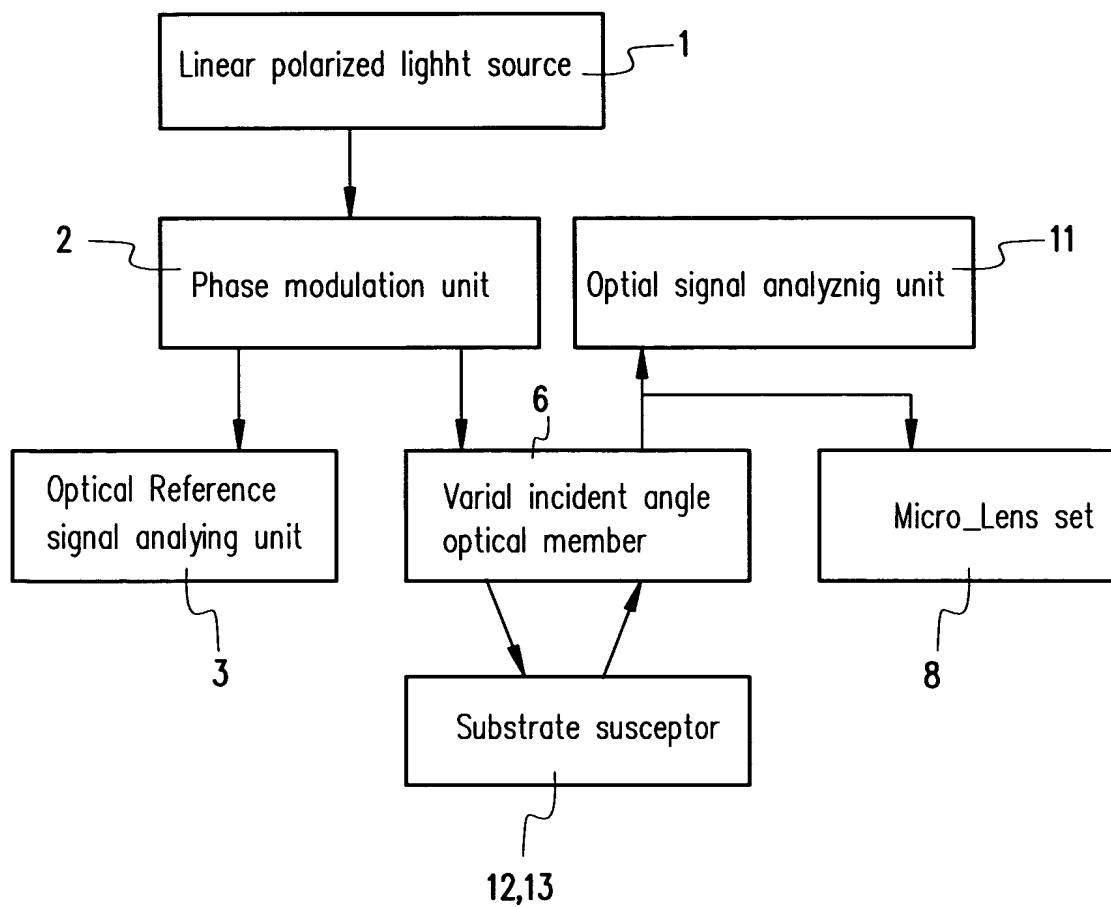 Linear polarized lighht source
1
2
Phase modulation unit
Optial signal analyznig unit
11
6
Optical Reference
signal analying unit
3
Varial incident angle
optical member
Micro_Lens set
8
Substrate susceptor
12,13